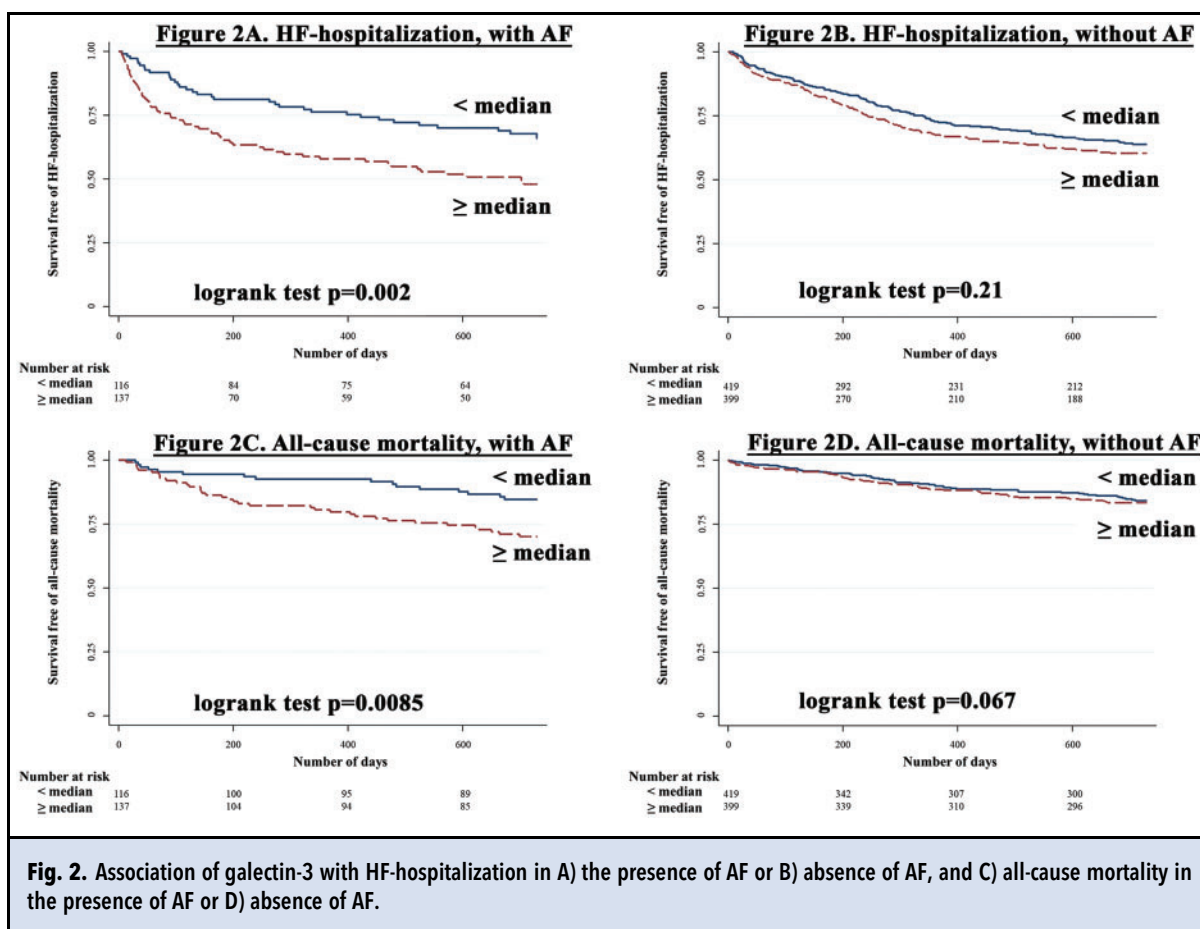 Figure 2A. HF-hospitalization, with AF
Survival free of HF-hospitalization
1.00
0.75
0.50
0.25
0
< median
≥ median
logrank test p=0.002
0 200 400 600
Number of days
Number at risk
< median 116 84 75 64
≥ median 137 70 59 50
Figure 2B. HF-hospitalization, without AF
Survival free of HF-hospitalization
1.00
0.75
0.50
0.25
0
< median
≥ median
logrank test p=0.21
0 200 400 600
Number of days
Number at risk
< median 419 292 231 212
≥ median 399 270 210 188
Figure 2C. All-cause mortality, with AF
Survival free of all-cause mortality
1.00
0.75
0.50
0.25
0
< median
≥ median
logrank test p=0.0085
0 200 400 600
Number of days
Number at risk
< median 116 100 95 89
≥ median 137 104 94 85
Figure 2D. All-cause mortality, without AF
Survival free of all-cause mortality
1.00
0.75
0.50
0.25
0
< median
≥ median
logrank test p=0.067
0 200 400 600
Number of days
Number at risk
< median 419 342 307 300
≥ median 399 339 310 296
Fig. 2. Association of galectin-3 with HF-hospitalization in A) the presence of AF or B) absence of AF, and C) all-cause mortality in
the presence of AF or D) absence of AF.